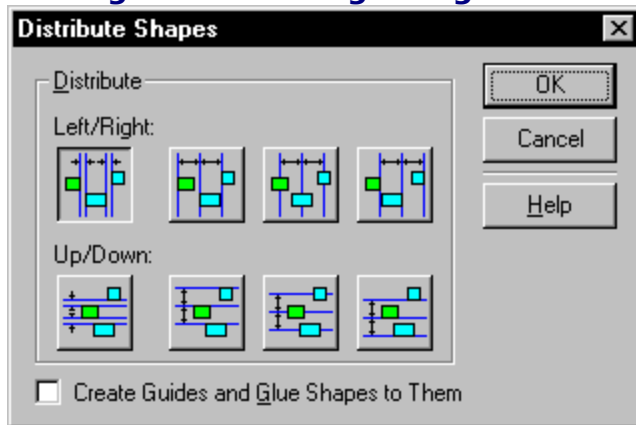 Distribute Shapes
Distribute
OK
Left/Right:
Cancel
Help
Up/Down:
Create Guides and Glue Shapes to Them